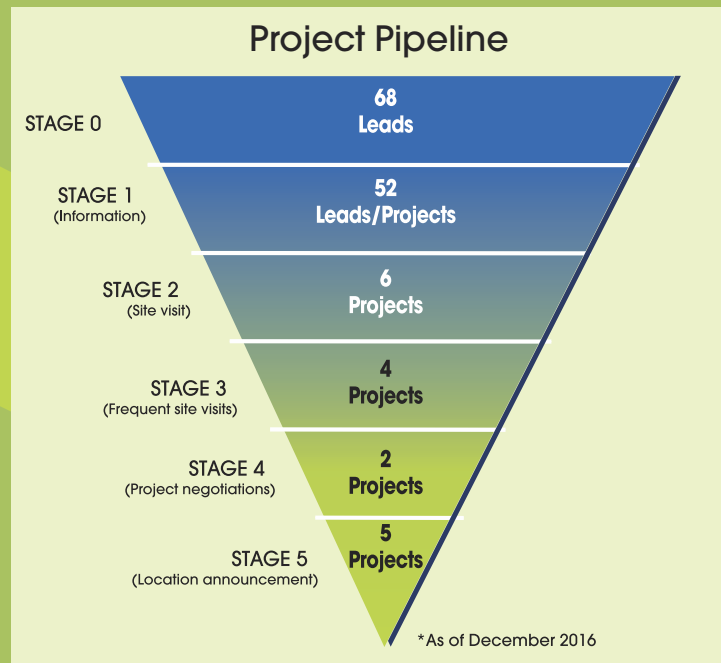 Project Pipeline
STAGE 0
68
Leads
STAGE 1
(Information)
52
Leads/Projects
STAGE 2
(Site visit)
6
Projects
STAGE 3
(Frequent site visits)
4
Projects
STAGE 4
(Project negotiations)
2
Projects
STAGE 5
(Location announcement)
5
Projects
*As of December 2016